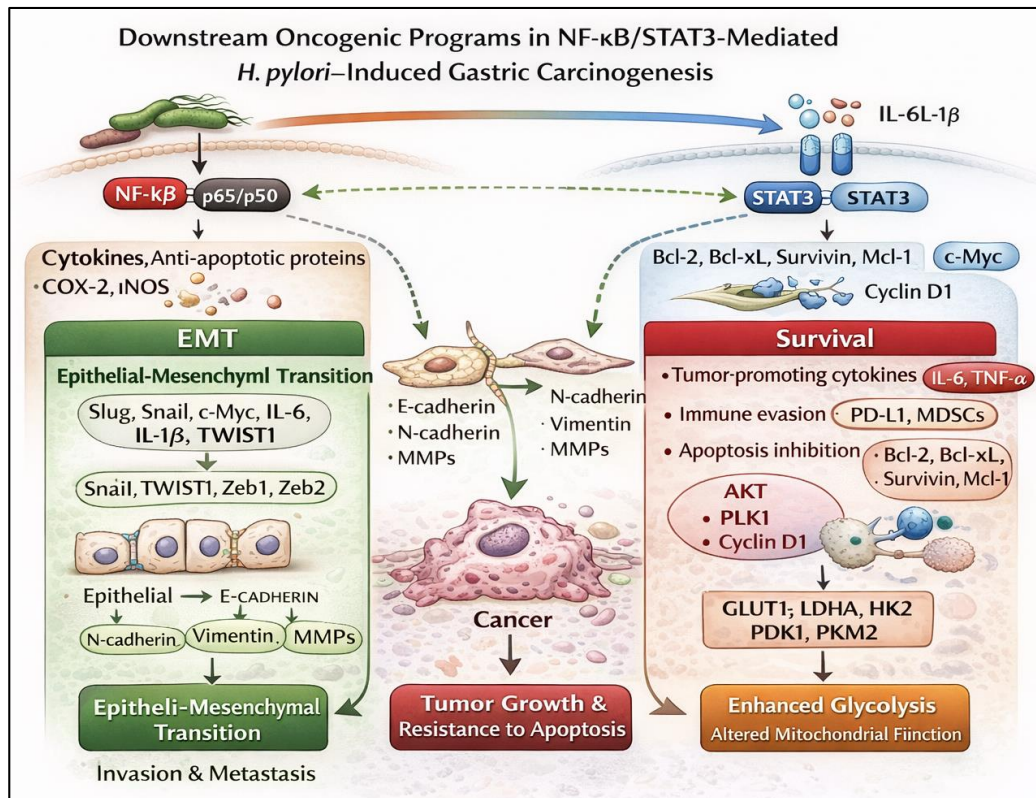 Downstream Oncogenic Programs in NF-κB/STAT3-Mediated
H. pylori–Induced Gastric Carcinogenesis
IL-6L-1β
NF-kβ
p65/p50
STAT3
STAT3
Cytokines, Anti-apoptotic proteins
· COX-2, iNOS
Bcl-2, Bcl-xL, Survivin, Mcl-1
c-Myc
Cyclin D1
EMT
Epithelial-Mesenchyml Transition
Slug, Snail, c-Myc, IL-6,
IL-1β, TWIST1
Snail, TWIST1, Zeb1, Zeb2
Epithelial → E-CADHERIN
N-cadherin
Vimentin
MMPs
Epitheli-Mesenchymal
Transition
Invasion & Metastasis
· E-cadherin
· N-cadherin
· MMPs
N-cadherin
· Vimentin
· MMPs
Cancer
Tumor Growth &
Resistance to Apoptosis
Survival
• Tumor-promoting cytokines
IL-6, TNF-α
• Immune evasion
· PD-L1, MDSCs
• Apoptosis inhibition
· Bcl-2, Bcl-xL,
· Survivin, Mcl-1
AKT
• PLK1
• Cyclin D1
GLUT1; LDHA, HK2
PDK1, PKM2
Enhanced Glycolysis
Altered Mitochondrial Fiinction